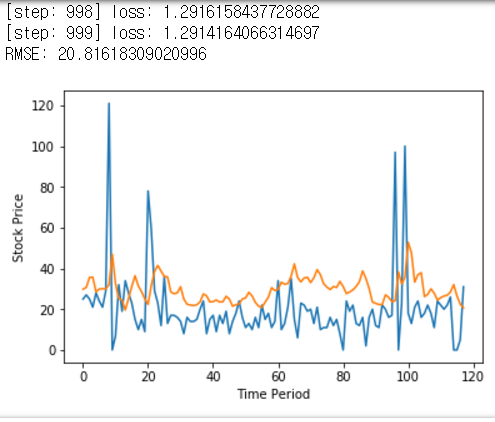 [step: 998] loss: 1.2916158437728882
[step: 999] loss: 1.2914164066314697
RMSE: 20.81618309020996
120
100
80
60
40
20
0
Stock Price
0 20 40 60 80 100 120
Time Period